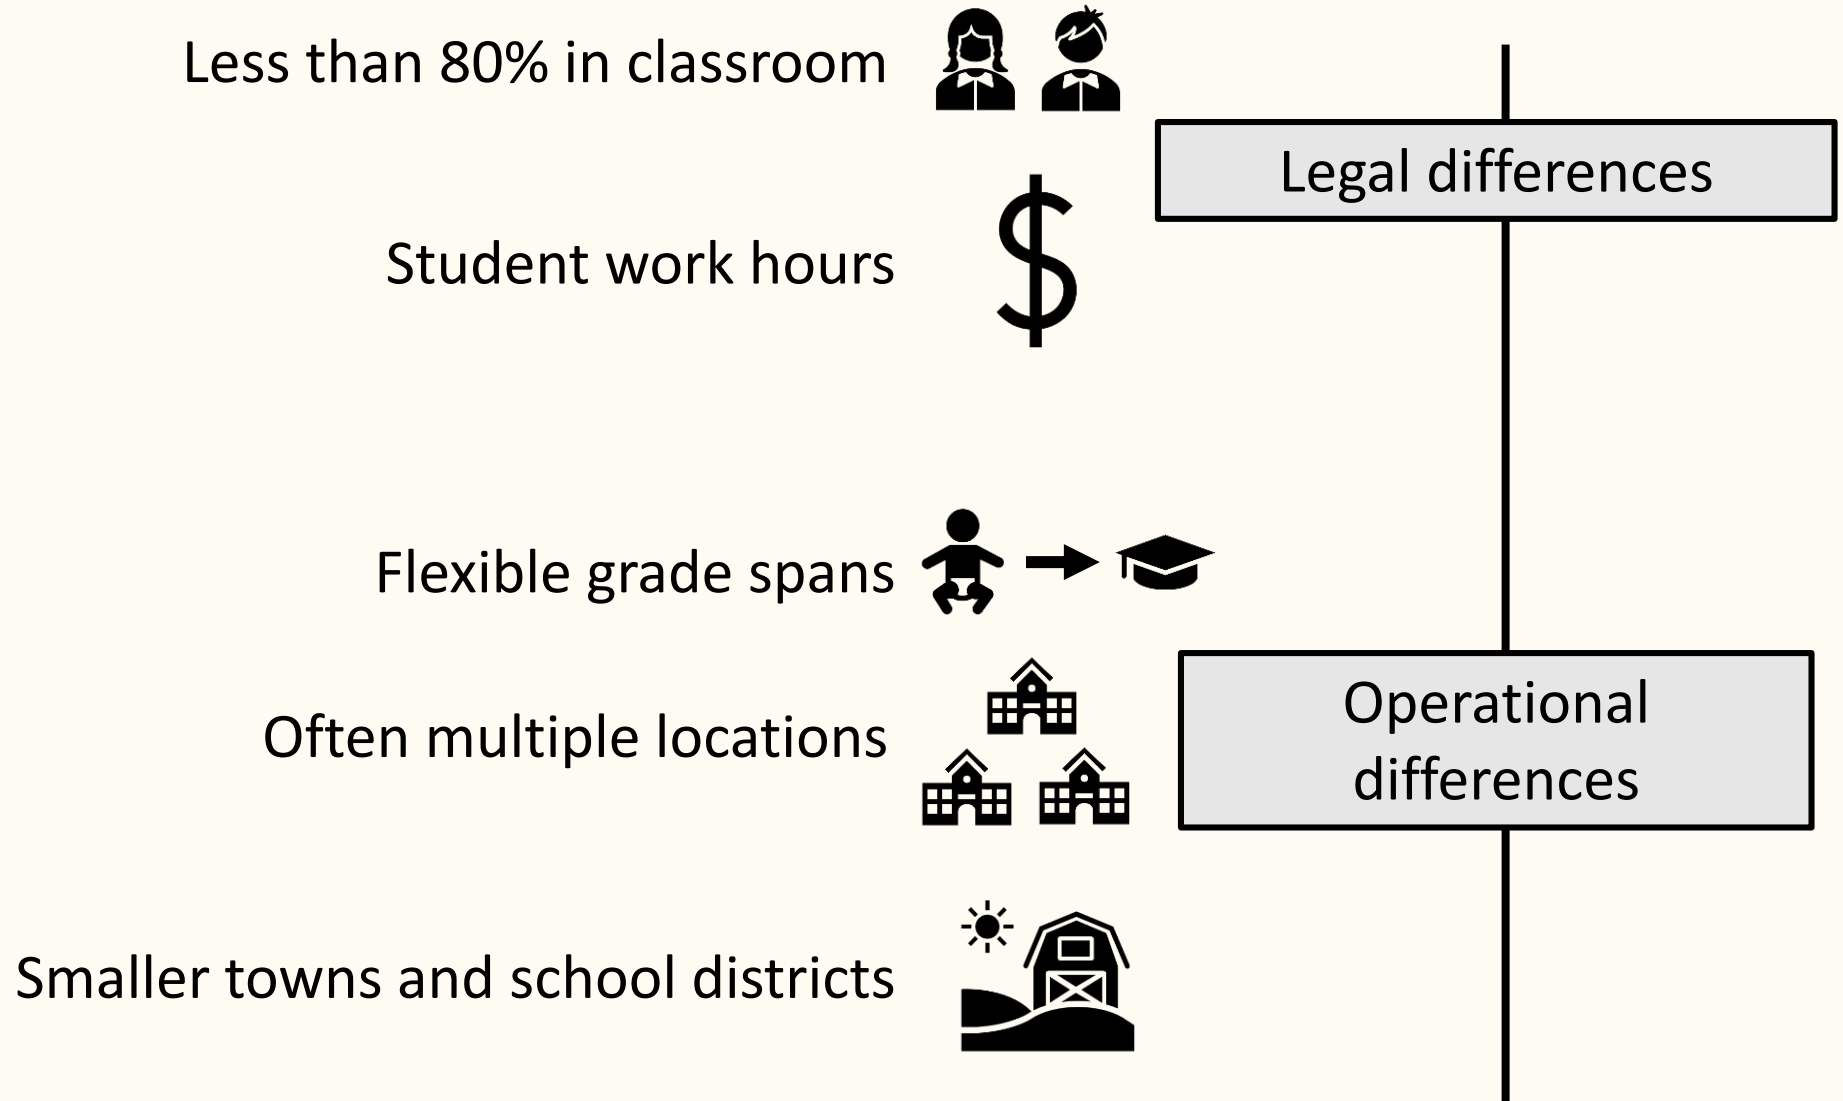 Less than 80% in classroom
Legal differences
Student work hours
Flexible grade spans
Often multiple locations
Operational
differences
Smaller towns and school districts